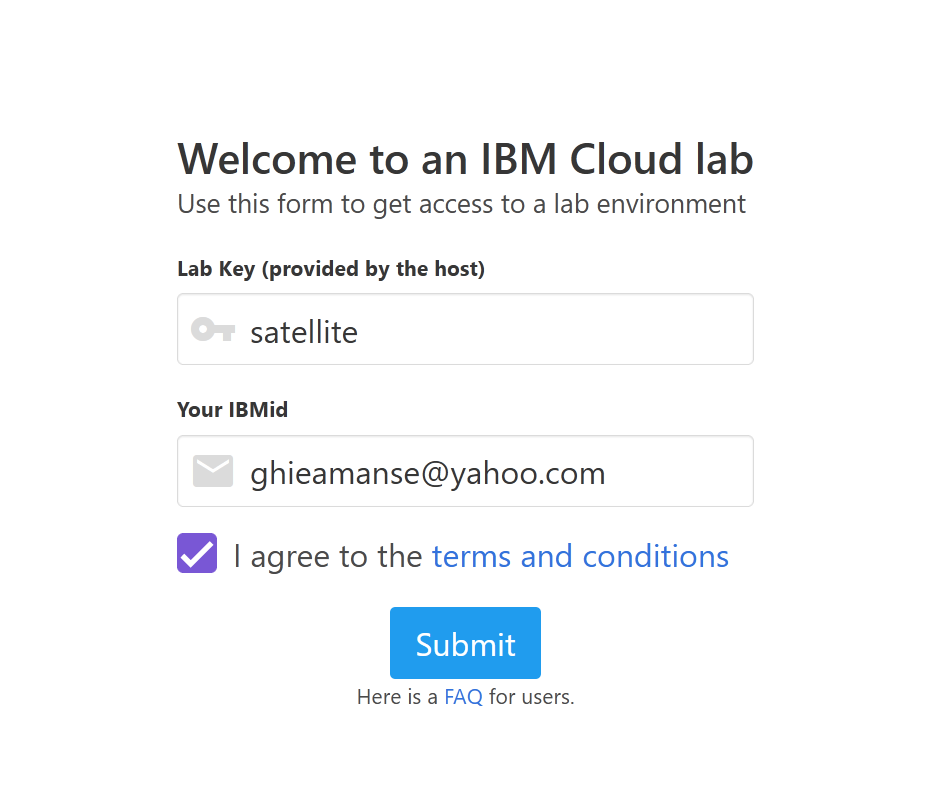 Welcome to an IBM Cloud lab
Use this form to get access to a lab environment
Lab Key (provided by the host)
satellite
Your IBMid
ghieamanse@yahoo.com
I agree to the terms and conditions
Submit
Here is a FAQ for users.